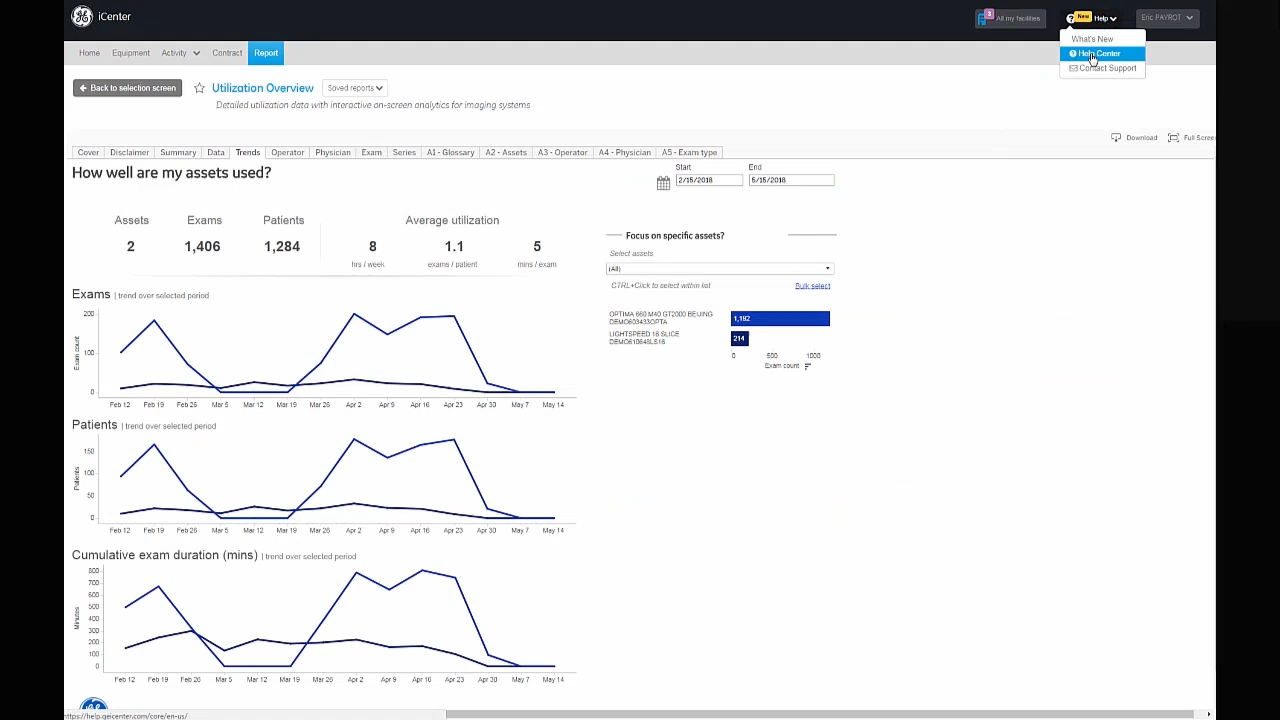 iCenter
3 All my facilities
? New Help
Eric PAYROT
What's New
Help Center
Contact Support
Home Equipment Activity Contract Report
Back to selection screen
Utilization Overview
Saved reports
Detailed utilization data with interactive on-screen analytics for imaging systems
Download Full Scree
Cover Disclaimer Summary Data Trends Operator Physician Exam Series A1 - Glossary A2 - Assets A3 - Operator A4 - Physician A5 - Exam type
How well are my assets used?
Start End
2/15/2018 5/15/2018
Assets Exams Patients Average utilization
2 1,406 1,284 8 1.1 5
hrs / week exams / patient mins / exam
Focus on specific assets?
Select assets
(All)
CTRL+Click to select within list Bulk select
OPTIMA 660 M40 GT2000 BEIJING
DEMO603433OPTA
1,192
LIGHTSPEED 16 SLICE
DEMO610648LS16
214
0 500 1000
Exam count
Exams | trend over selected period
Exam count
200
100
0
Feb 12 Feb 19 Feb 26 Mar 5 Mar 12 Mar 19 Mar 26 Apr 2 Apr 9 Apr 16 Apr 23 Apr 30 May 7 May 14
Patients | trend over selected period
Patients
150
100
50
0
Feb 12 Feb 19 Feb 26 Mar 5 Mar 12 Mar 19 Mar 26 Apr 2 Apr 9 Apr 16 Apr 23 Apr 30 May 7 May 14
Cumulative exam duration (mins) | trend over selected period
Minutes
800
700
600
500
400
300
200
100
0
Feb 12 Feb 19 Feb 26 Mar 5 Mar 12 Mar 19 Mar 26 Apr 2 Apr 9 Apr 16 Apr 23 Apr 30 May 7 May 14
https://help.geicenter.com/core/en-us/